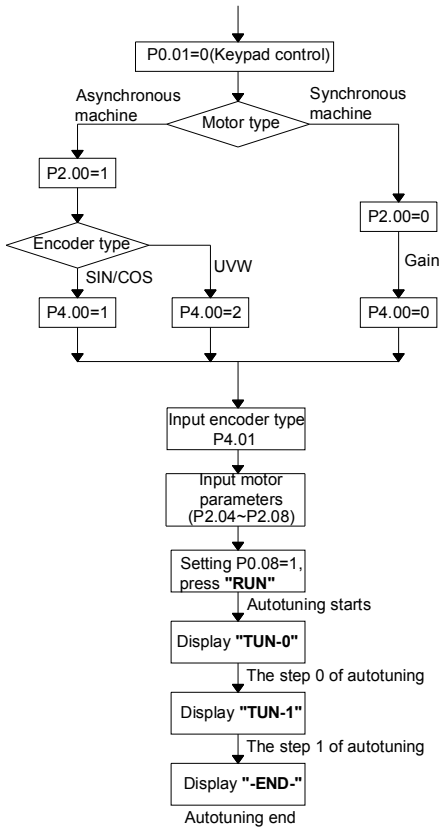 P0.01=0(Keypad control)
Asynchronous
machine
Synchronous
machine
Motor type
P2.00=1
P2.00=0
Encoder type
SIN/COS
UVW
Gain
P4.00=1
P4.00=2
P4.00=0
Input encoder type
P4.01
Input motor
parameters
(P2.04~P2.08)
Setting P0.08=1,
press "RUN"
Autotuning starts
Display "TUN-0"
The step 0 of autotuning
Display "TUN-1"
The step 1 of autotuning
Display "-END-"
Autotuning end